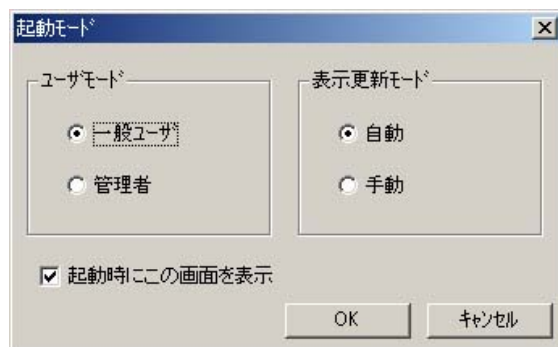 起動モード
ユーザモード
一般ユーザ
管理者
表示更新モード
自動
手動
起動時にこの画面を表示
OK
キャンセル